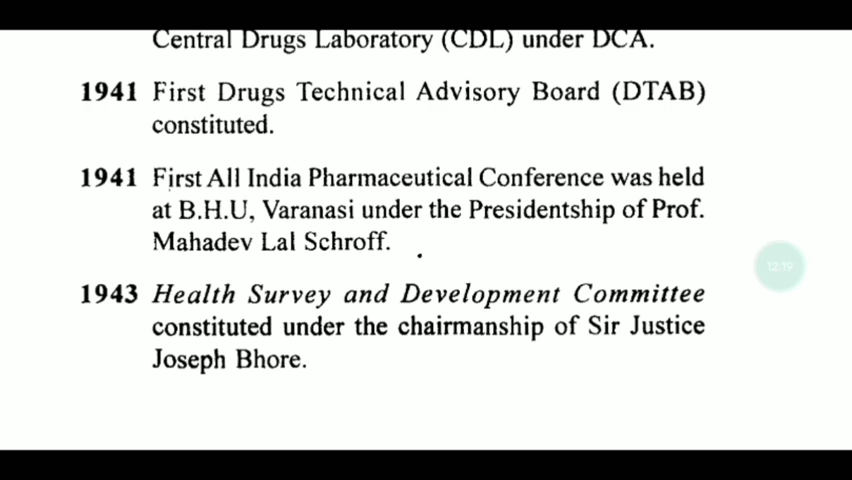 Central Drugs Laboratory (CDL) under DCA.
1941 First Drugs Technical Advisory Board (DTAB)
constituted.
1941 First All India Pharmaceutical Conference was held
at B.H.U, Varanasi under the Presidentship of Prof.
Mahadev Lal Schroff.
12:19
1943 Health Survey and Development Committee
constituted under the chairmanship of Sir Justice
Joseph Bhore.